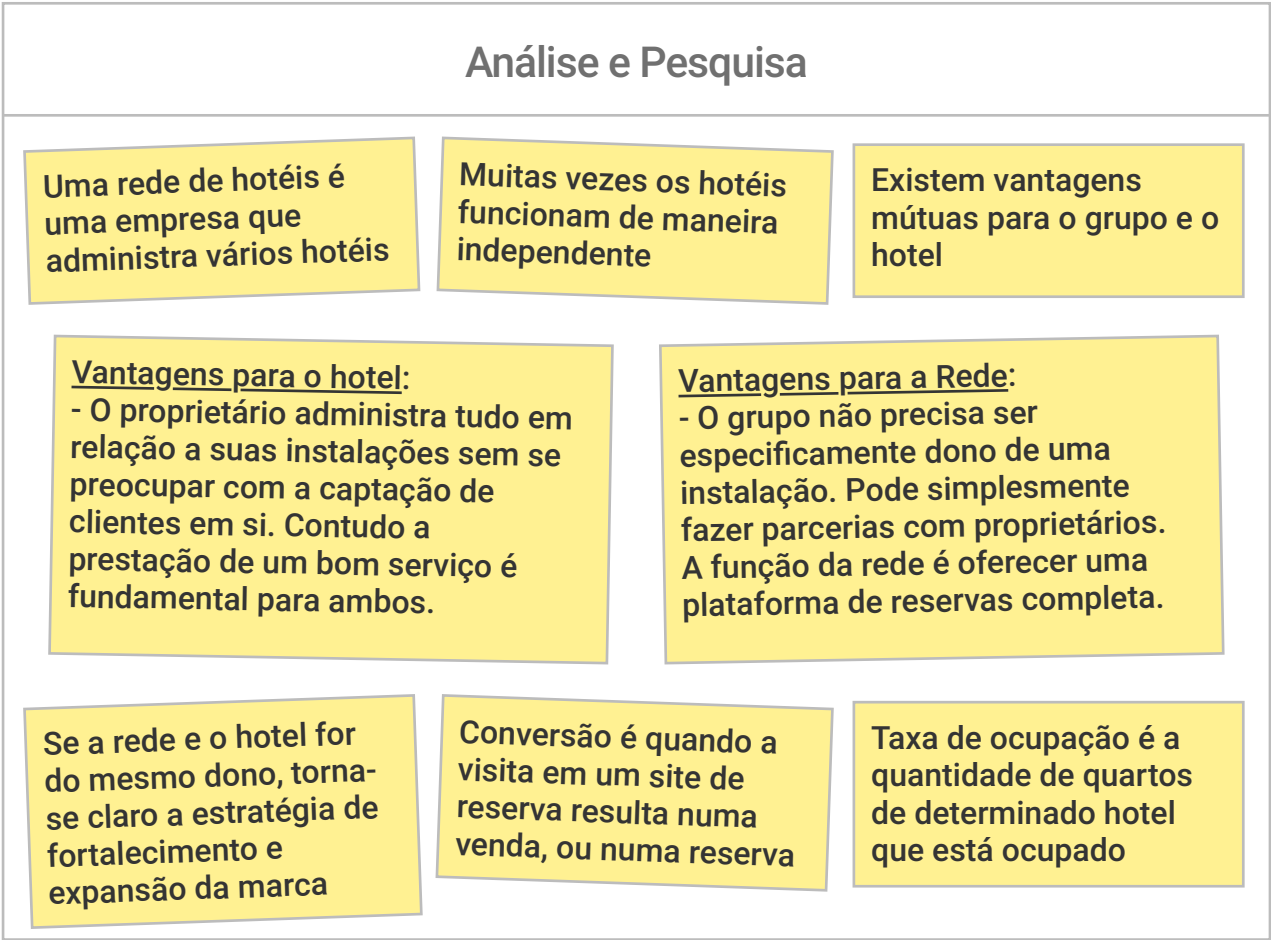 Análise e Pesquisa
Uma rede de hotéis é
uma empresa que
administra vários hotéis
Muitas vezes os hotéis
funcionam de maneira
independente
Existem vantagens
mútuas para o grupo e o
hotel
Vantagens para o hotel:
- O proprietário administra tudo em
relação a suas instalações sem se
preocupar com a captação de
clientes em si. Contudo a
prestação de um bom serviço é
fundamental para ambos.
Vantagens para a Rede:
- O grupo não precisa ser
especificamente dono de uma
instalação. Pode simplesmente
fazer parcerias com proprietários.
A função da rede é oferecer uma
plataforma de reservas completa.
Se a rede e o hotel for
do mesmo dono, torna-
se claro a estratégia de
fortalecimento e
expansão da marca
Conversão é quando a
visita em um site de
reserva resulta numa
venda, ou numa reserva
Taxa de ocupação é a
quantidade de quartos
de determinado hotel
que está ocupado